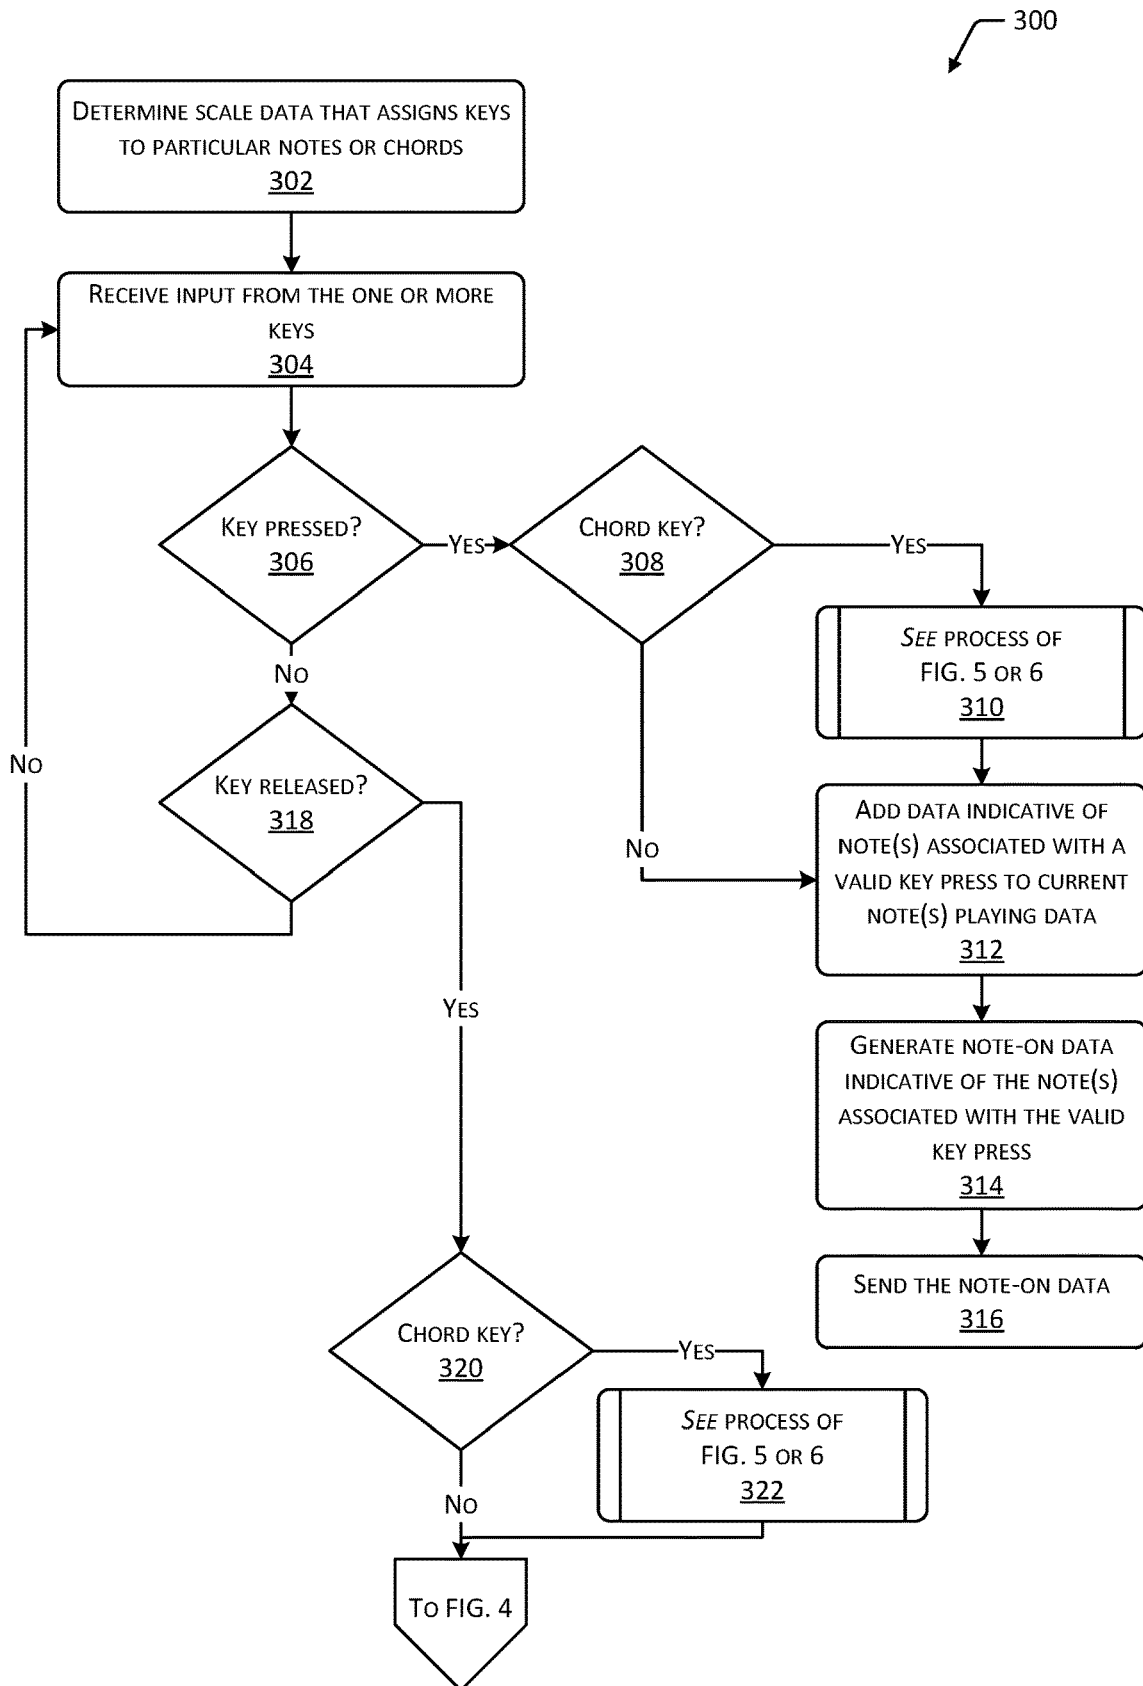 300
DETERMINE SCALE DATA THAT ASSIGNS KEYS
TO PARTICULAR NOTES OR CHORDS
302
RECEIVE INPUT FROM THE ONE OR MORE
KEYS
304
KEY PRESSED?
306
YES
CHORD KEY?
308
YES
SEE PROCESS OF
FIG. 5 OR 6
310
NO
NO
KEY RELEASED?
318
NO
ADD DATA INDICATIVE OF
NOTE(S) ASSOCIATED WITH A
VALID KEY PRESS TO CURRENT
NOTE(S) PLAYING DATA
312
YES
GENERATE NOTE-ON DATA
INDICATIVE OF THE NOTE(S)
ASSOCIATED WITH THE VALID
KEY PRESS
314
SEND THE NOTE-ON DATA
316
CHORD KEY?
320
YES
SEE PROCESS OF
FIG. 5 OR 6
322
NO
TO FIG. 4